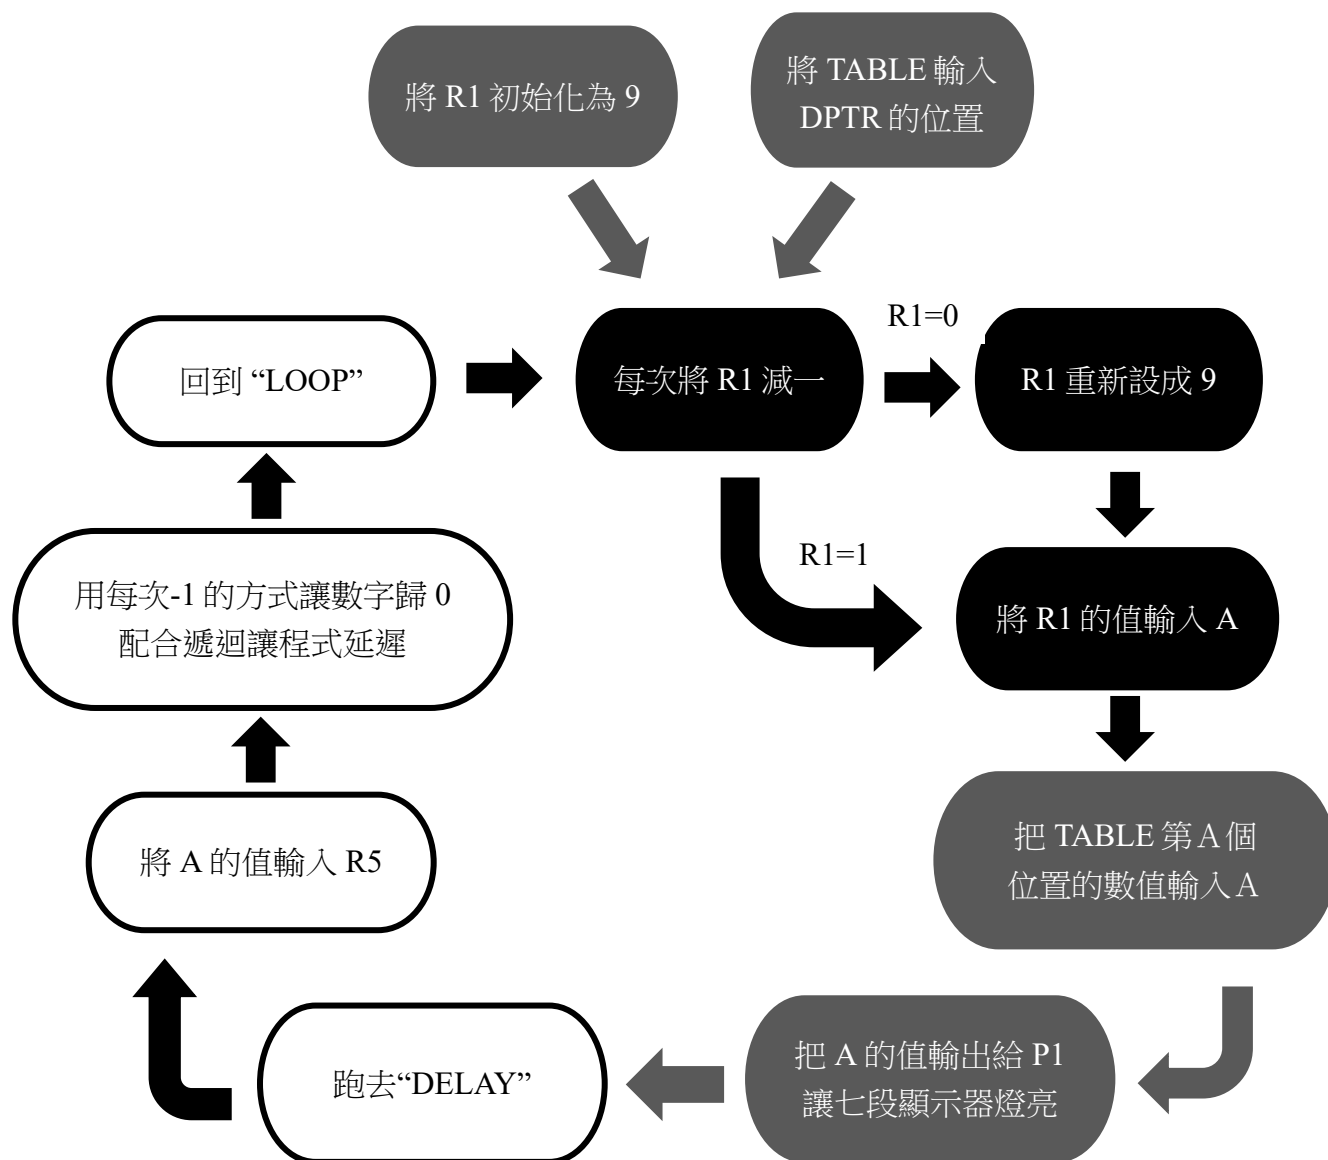 將 R1 初始化為 9
將 TABLE 輸入
DPTR 的位置
R1=0
回到 “LOOP”
每次將 R1 減一
R1 重新設成 9
R1=1
用每次-1 的方式讓數字歸 0
配合遞迴讓程式延遲
將 R1 的值輸入 A
將 A 的值輸入 R5
把 TABLE 第A個
位置的數值輸入A
跑去“DELAY”
把 A 的值輸出給 P1
讓七段顯示器燈亮